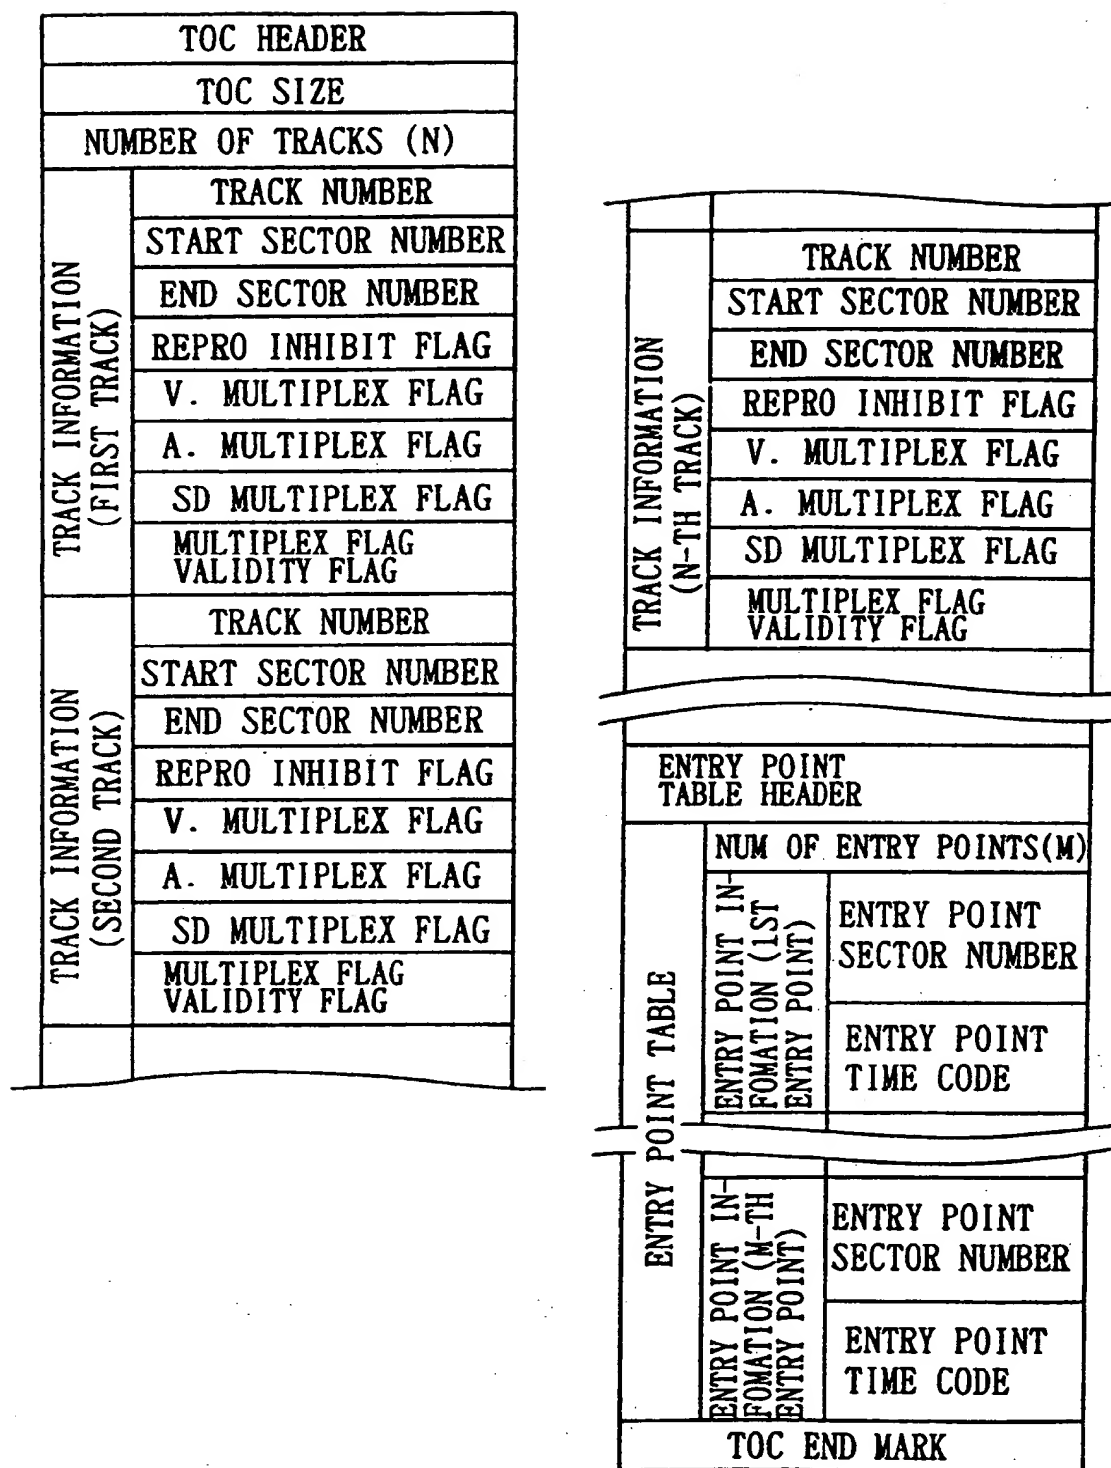 TOC HEADER
TOC SIZE
NUMBER OF TRACKS (N)
TRACK INFORMATION
(FIRST TRACK)
TRACK NUMBER
START SECTOR NUMBER
END SECTOR NUMBER
REPRO INHIBIT FLAG
V. MULTIPLEX FLAG
A. MULTIPLEX FLAG
SD MULTIPLEX FLAG
MULTIPLEX FLAG
VALIDITY FLAG
TRACK INFORMATION
(SECOND TRACK)
TRACK NUMBER
START SECTOR NUMBER
END SECTOR NUMBER
REPRO INHIBIT FLAG
V. MULTIPLEX FLAG
A. MULTIPLEX FLAG
SD MULTIPLEX FLAG
MULTIPLEX FLAG
VALIDITY FLAG
TRACK INFORMATION
(N-TH TRACK)
TRACK NUMBER
START SECTOR NUMBER
END SECTOR NUMBER
REPRO INHIBIT FLAG
V. MULTIPLEX FLAG
A. MULTIPLEX FLAG
SD MULTIPLEX FLAG
MULTIPLEX FLAG
VALIDITY FLAG
ENTRY POINT
TABLE HEADER
ENTRY POINT TABLE
NUM OF ENTRY POINTS(M)
ENTRY POINT IN-
FOMATION (1ST
ENTRY POINT)
ENTRY POINT
SECTOR NUMBER
ENTRY POINT
TIME CODE
ENTRY POINT IN-
FOMATION (M-TH
ENTRY POINT)
ENTRY POINT
SECTOR NUMBER
ENTRY POINT
TIME CODE
TOC END MARK